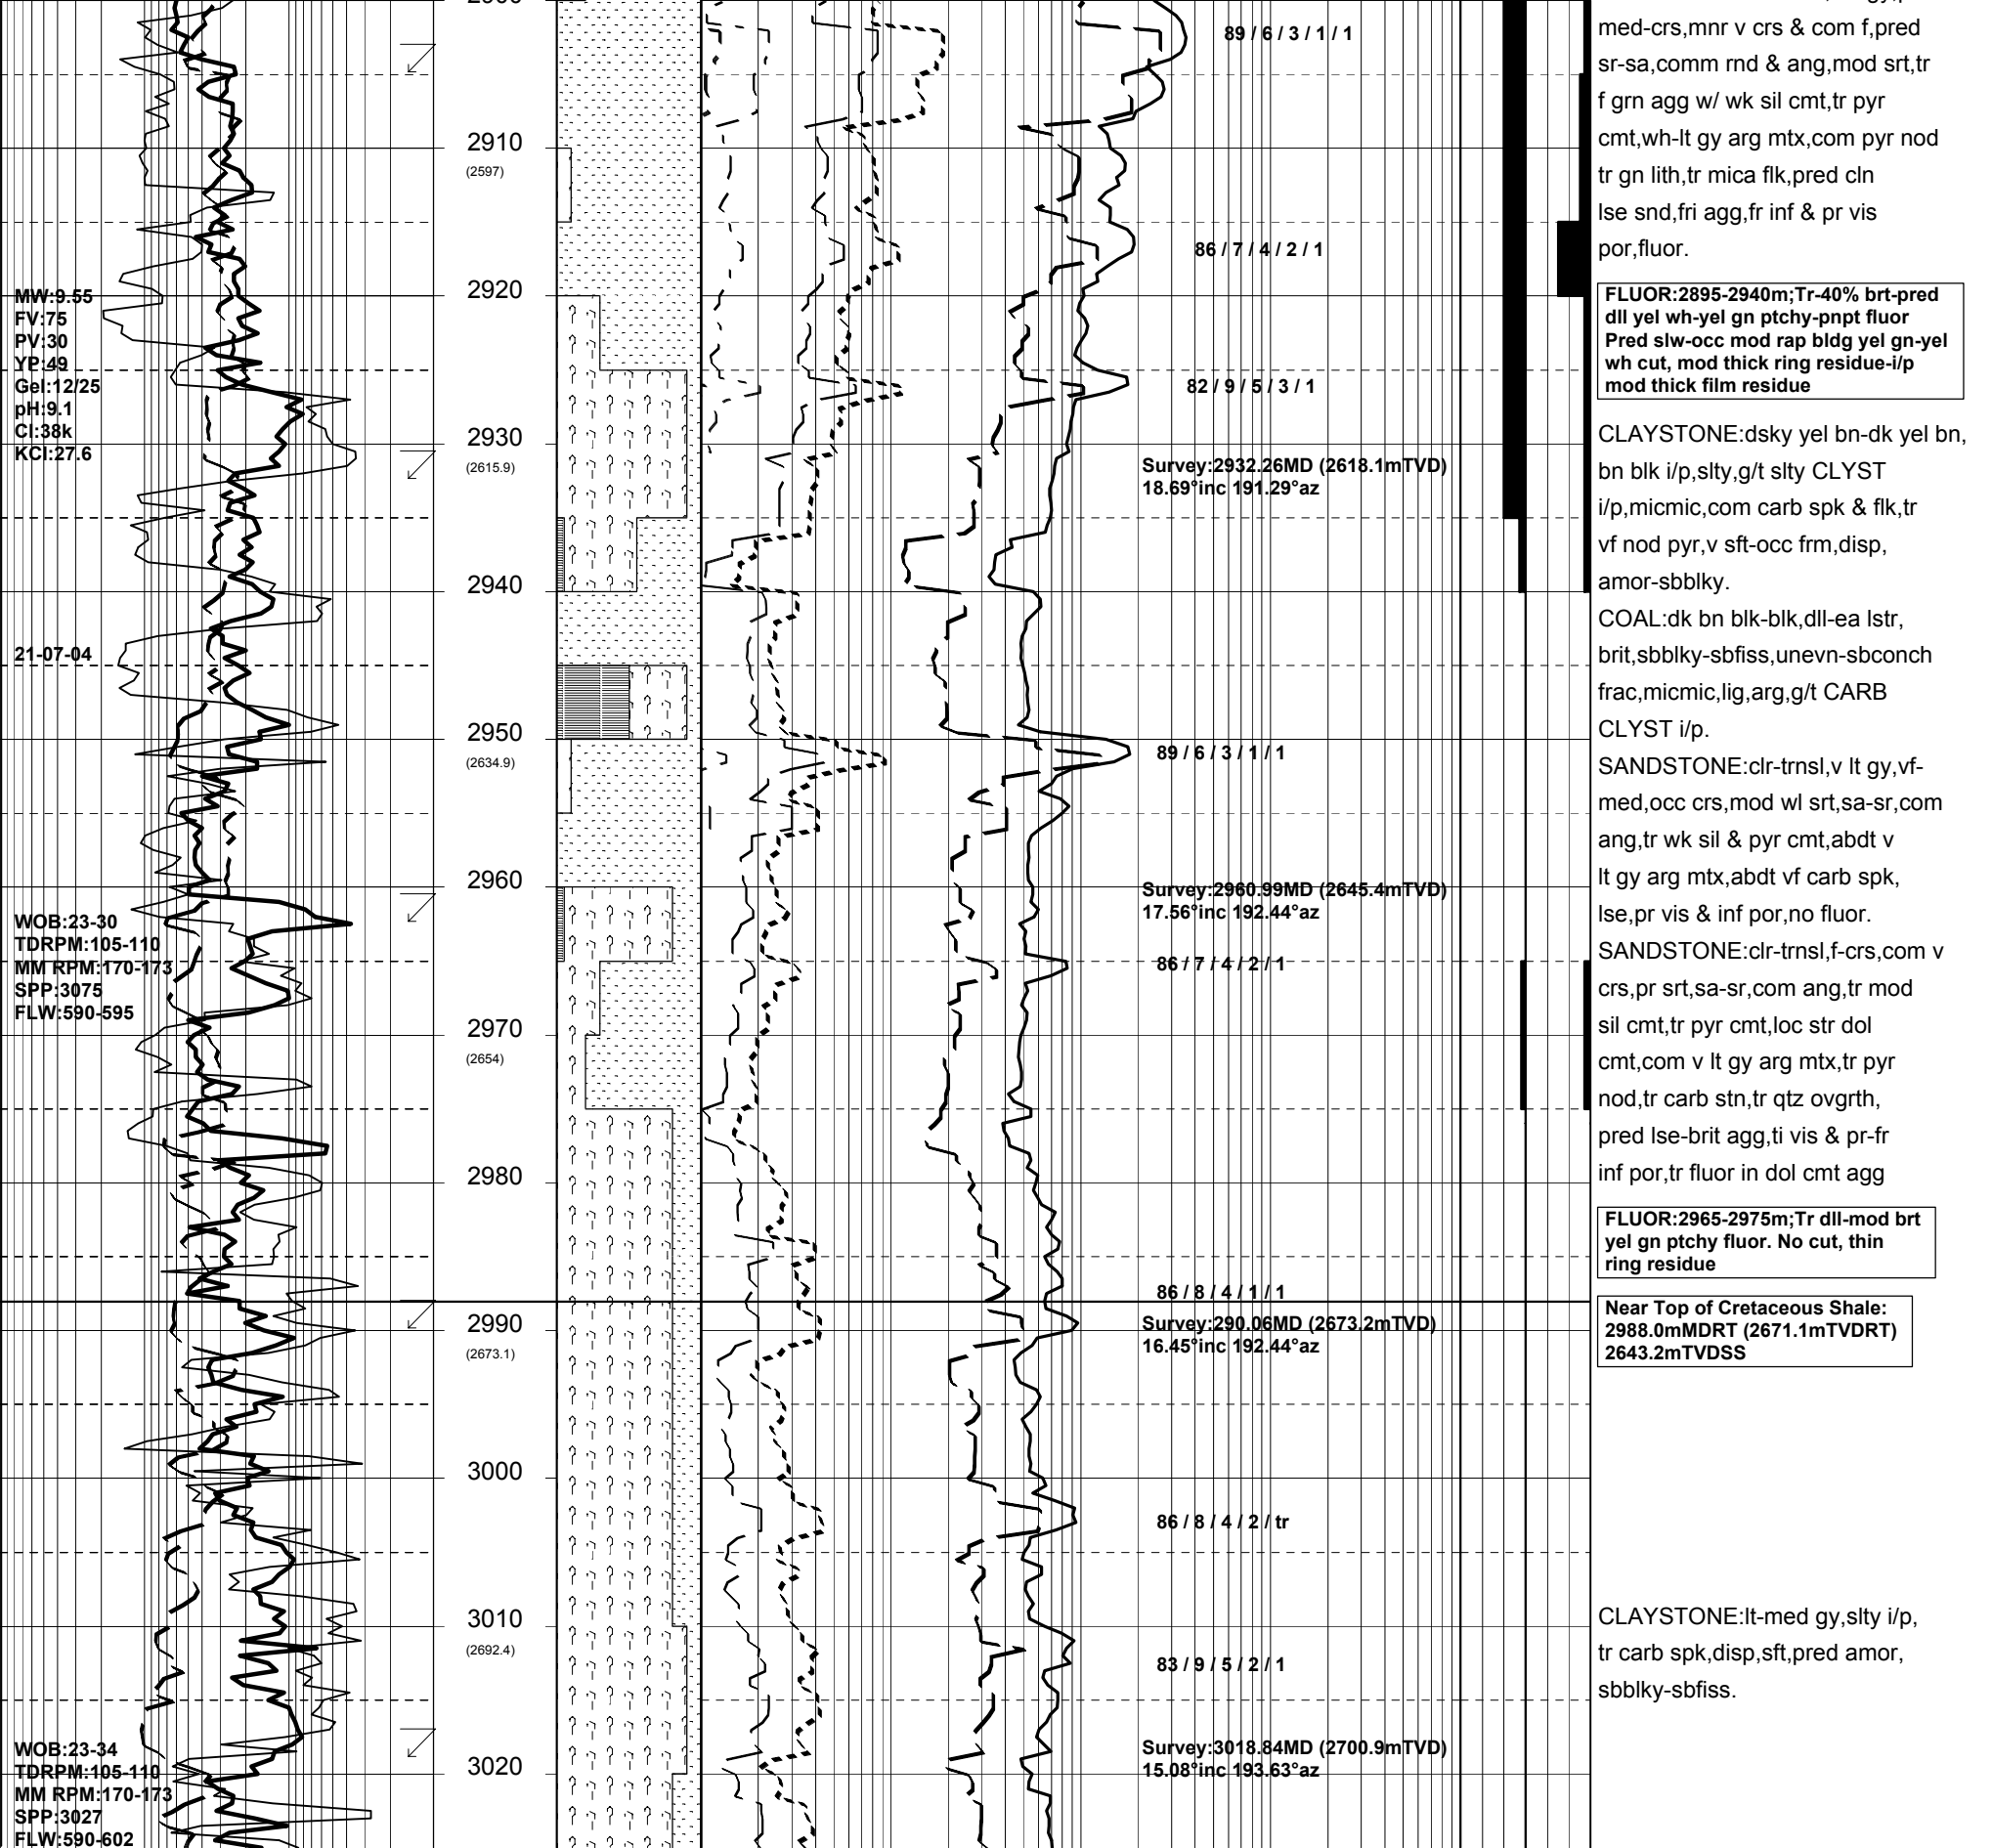 med-crs,mnr v crs & com f,pred
sr-sa,comm rnd & ang,mod srt,tr
f grn agg w/ wk sil cmt,tr pyr
cmt,wh-lt gy arg mtx,com pyr nod
tr gn lith,tr mica flk,pred cln
lse snd,fri agg,fr inf & pr vis
por,fluor.
FLUOR:2895-2940m;Tr-40% brt-pred
dll yel wh-yel gn ptchy-pnpt fluor
Pred slw-occ mod rap bldg yel gn-yel
wh cut, mod thick ring residue-i/p
mod thick film residue
CLAYSTONE:dsky yel bn-dk yel bn,
bn blk i/p,slty,g/t slty CLYST
i/p,micmic,com carb spk & flk,tr
vf nod pyr,v sft-occ frm,disp,
amor-sbblky.
COAL:dk bn blk-blk,dll-ea lstr,
brit,sbblky-sbfiss,unevn-sbconch
frac,micmic,lig,arg,g/t CARB
CLYST i/p.
SANDSTONE:clr-trnsl,v lt gy,vf-
med,occ crs,mod wl srt,sa-sr,com
ang,tr wk sil & pyr cmt,abdt v
lt gy arg mtx,abdt vf carb spk,
lse,pr vis & inf por,no fluor.
SANDSTONE:clr-trnsl,f-crs,com v
crs,pr srt,sa-sr,com ang,tr mod
sil cmt,tr pyr cmt,loc str dol
cmt,com v lt gy arg mtx,tr pyr
nod,tr carb stn,tr qtz ovgrth,
pred lse-brit agg,ti vis & pr-fr
inf por,tr fluor in dol cmt agg
FLUOR:2965-2975m;Tr dll-mod brt
yel gn ptchy fluor. No cut, thin
ring residue
Near Top of Cretaceous Shale:
2988.0mMDRT (2671.1mTVDRT)
2643.2mTVDSS
CLAYSTONE:lt-med gy,slty i/p,
tr carb spk,disp,sft,pred amor,
sbblky-sbfiss.
MW:9.55
FV:75
PV:30
YP:49
Gel:12/25
pH:9.1
Cl:38k
KCl:27.6
21-07-04
WOB:23-30
TDRPM:105-110
MM RPM:170-173
SPP:3075
FLW:590-595
WOB:23-34
TDRPM:105-110
MM RPM:170-173
SPP:3027
FLW:590-602
2910
(2597)
2920
2930
(2615.9)
2940
2950
(2634.9)
2960
2970
(2654)
2980
2990
(2673.1)
3000
3010
(2692.4)
3020
89 / 6 / 3 / 1 / 1
86 / 7 / 4 / 2 / 1
82 / 9 / 5 / 3 / 1
Survey:2932.26MD (2618.1mTVD)
18.69°inc 191.29°az
89 / 6 / 3 / 1 / 1
Survey:2960.99MD (2645.4mTVD)
17.56°inc 192.44°az
86 / 7 / 4 / 2 / 1
86 / 8 / 4 / 1 / 1
Survey:290.06MD (2673.2mTVD)
16.45°inc 192.44°az
86 / 8 / 4 / 2 / tr
83 / 9 / 5 / 2 / 1
Survey:3018.84MD (2700.9mTVD)
15.08°inc 193.63°az